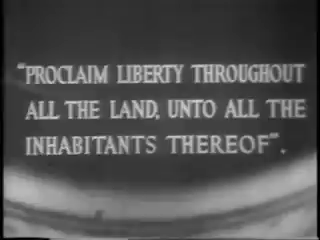 "PROCLAIM LIBERTY THROUGHOUT
ALL THE LAND, UNTO ALL THE
INHABITANTS THEREOF".